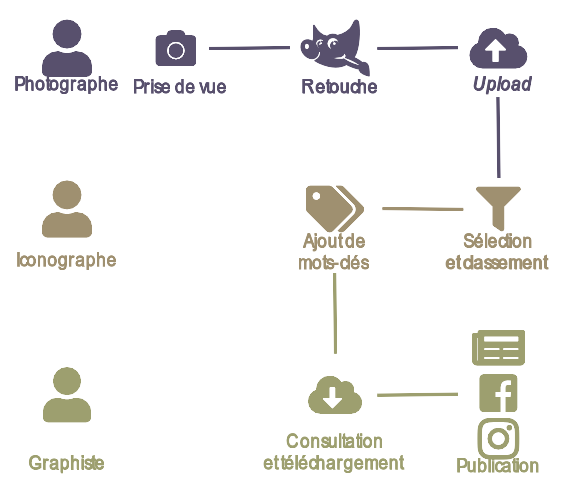 Photographe
Prise de vue
Retouche
Upload
Iconographe
Ajout de
mots-clés
Sélection
et classement
Graphiste
Consultation
et téléchargement
Publication